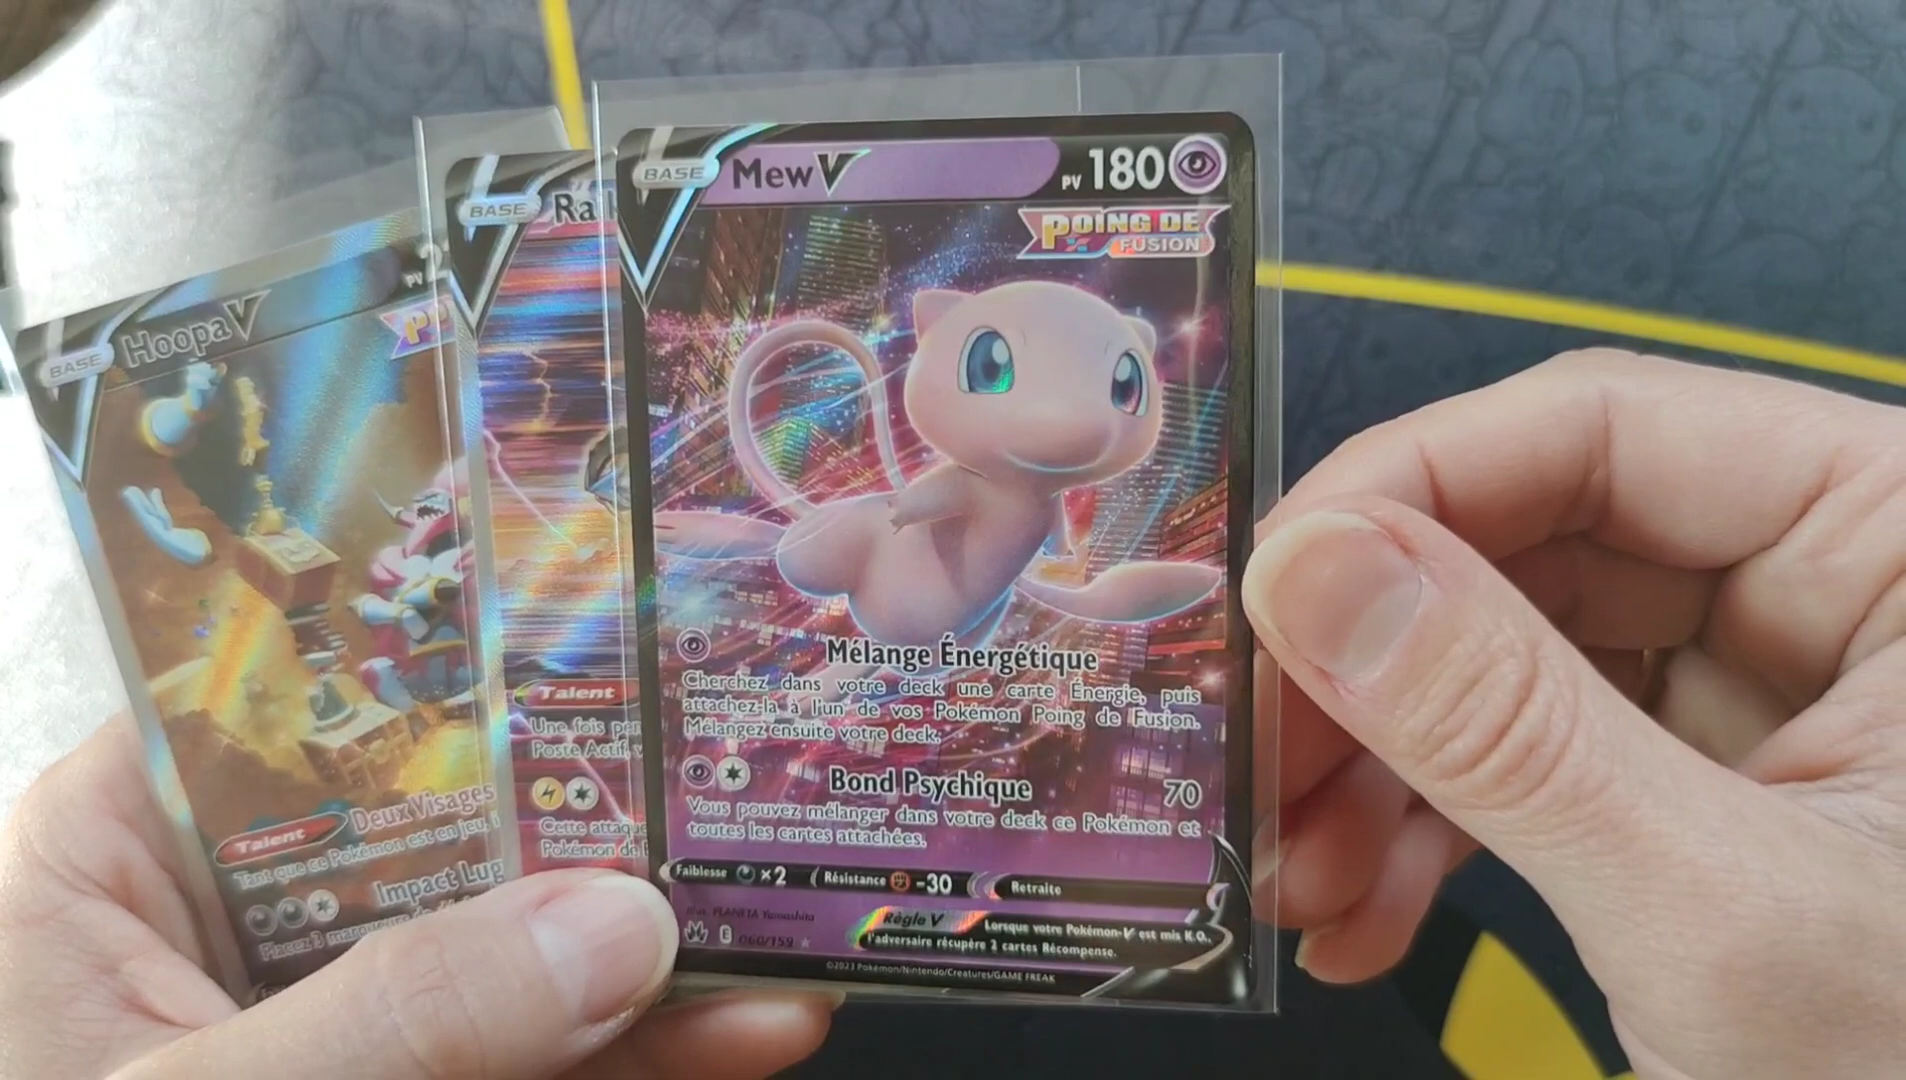 BASE
Hoopa V
PV 2
PO
Talent
Deux Visages
Tant que ce Pokémon est en jeu,
Impact Lug
Placez 3
BASE
Ra
Talent
Une fois
Poste Actif,
Cette attaque
Pokémon de
BASE
Mew V
PV 180
POING DE
FUSION
Mélange Énergétique
Cherchez dans votre deck une carte Énergie, puis
attachez-la à l'un de vos Pokémon Poing de Fusion.
Mélangez ensuite votre deck.
Bond Psychique 70
Vous pouvez mélanger dans votre deck ce Pokémon et
toutes les cartes attachées.
Faiblesse ×2 Résistance -30 Retraite
Illus. PLANETA Yamashita
E 060/159
Règle V Lorsque votre Pokémon-V est mis K.O.,
l'adversaire récupère 2 cartes Récompense.
©2023 Pokémon/Nintendo/Creatures/GAME FREAK